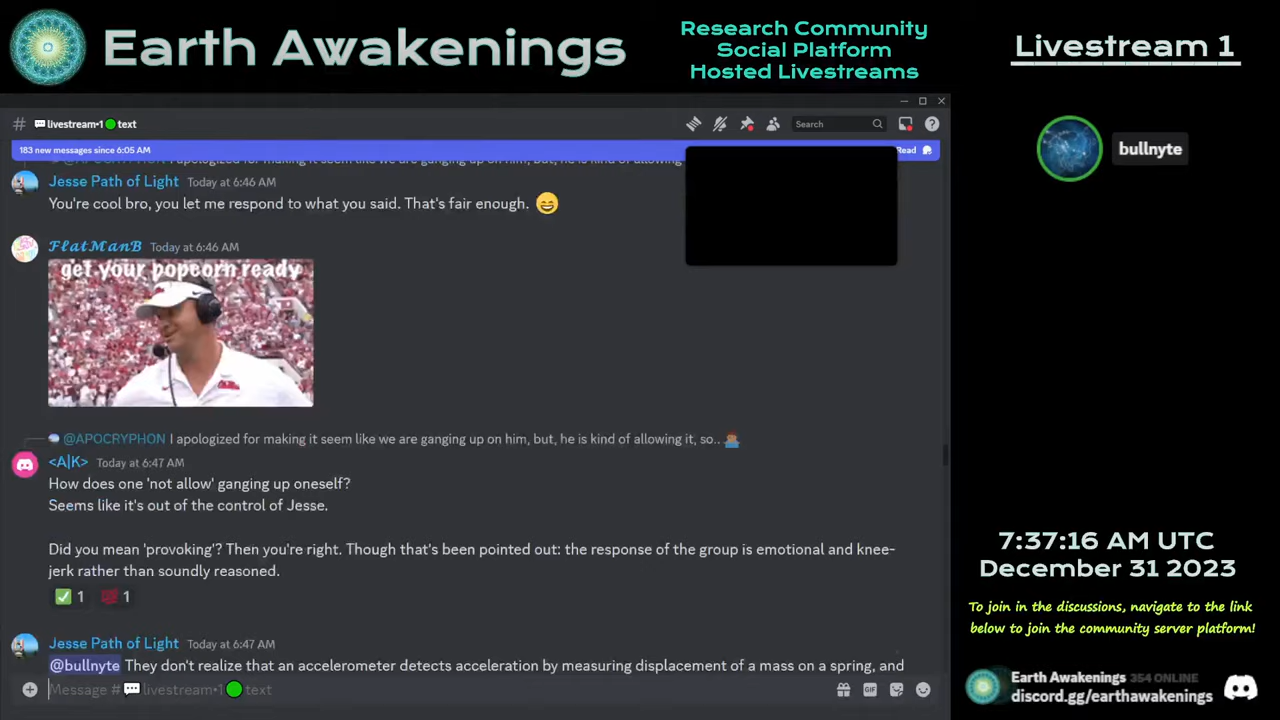 Earth Awakenings
Research Community
Social Platform
Hosted Livestreams
Livestream 1
# livestream•1 text
Search
183 new messages since 6:05 AM
Read
@APOCRYPHON I apologized for making it seem like we are ganging up on him, but, he is kind of allowing
Jesse Path of Light Today at 6:46 AM
You're cool bro, you let me respond to what you said. That's fair enough. 😄
FlatManB Today at 6:46 AM
get your popcorn ready
@APOCRYPHON I apologized for making it seem like we are ganging up on him, but, he is kind of allowing it, so..
<A|K> Today at 6:47 AM
How does one 'not allow' ganging up oneself?
Seems like it's out of the control of Jesse.
Did you mean 'provoking'? Then you're right. Though that's been pointed out: the response of the group is emotional and knee-
jerk rather than soundly reasoned.
✅ 1 💯 1
Jesse Path of Light Today at 6:47 AM
@bullnyte They don't realize that an accelerometer detects acceleration by measuring displacement of a mass on a spring, and
Message # livestream•1 text
GIF
bullnyte
7:37:16 AM UTC
December 31 2023
To join in the discussions, navigate to the link
below to join the community server platform!
Earth Awakenings 354 ONLINE
discord.gg/earthawakenings